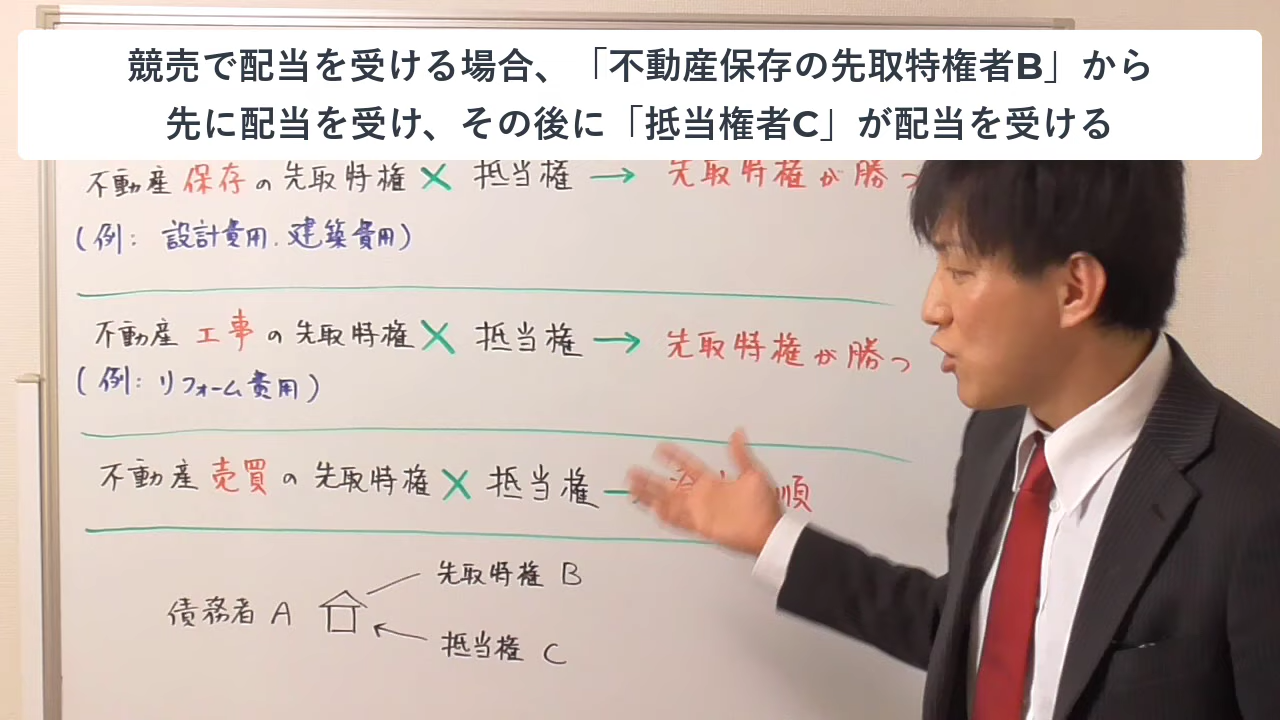 競売で配当を受ける場合、「不動産保存の先取特権者B」から
先に配当を受け、その後に「抵当権者C」が配当を受ける
不動産保存の先取特権 × 抵当権 → 先取特権が勝つ
(例: 設計費用.建築費用)
不動産工事の先取特権 × 抵当権 → 先取特権が勝つ
(例: リフォーム費用)
不動産売買の先取特権 × 抵当権 → 順
先取特権 B
債務者 A
抵当権 C